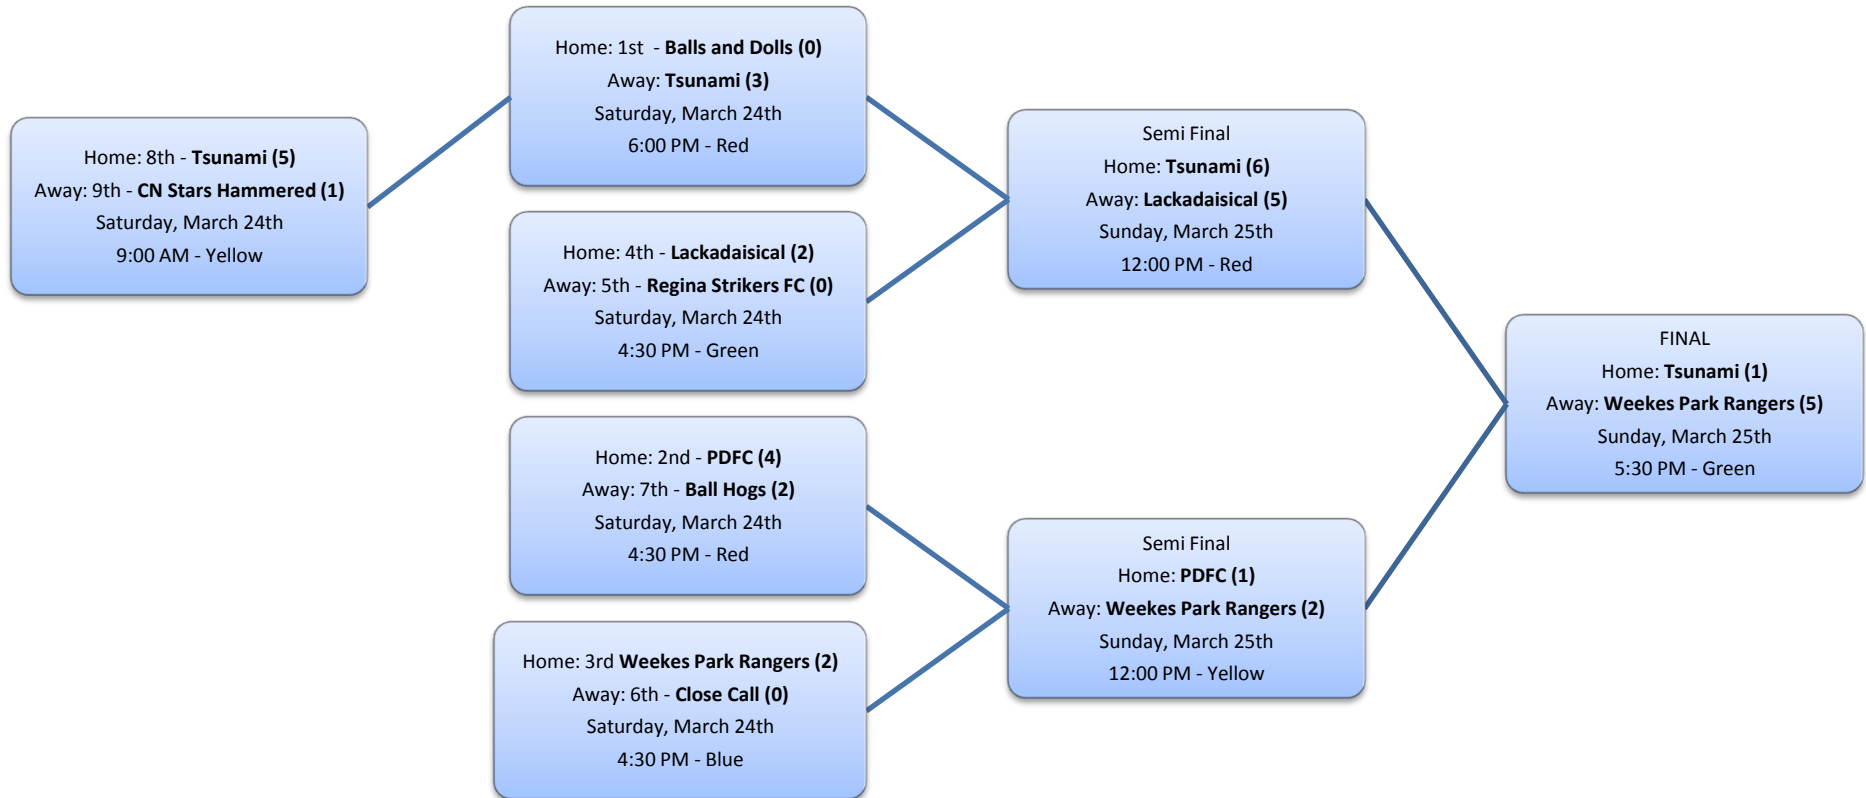 Home: 8th - Tsunami (5)
Away: 9th - CN Stars Hammered (1)
Saturday, March 24th
9:00 AM - Yellow
Home: 1st - Balls and Dolls (0)
Away: Tsunami (3)
Saturday, March 24th
6:00 PM - Red
Home: 4th - Lackadaisical (2)
Away: 5th - Regina Strikers FC (0)
Saturday, March 24th
4:30 PM - Green
Home: 2nd - PDFC (4)
Away: 7th - Ball Hogs (2)
Saturday, March 24th
4:30 PM - Red
Home: 3rd Weekes Park Rangers (2)
Away: 6th - Close Call (0)
Saturday, March 24th
4:30 PM - Blue
Semi Final
Home: Tsunami (6)
Away: Lackadaisical (5)
Sunday, March 25th
12:00 PM - Red
Semi Final
Home: PDFC (1)
Away: Weekes Park Rangers (2)
Sunday, March 25th
12:00 PM - Yellow
FINAL
Home: Tsunami (1)
Away: Weekes Park Rangers (5)
Sunday, March 25th
5:30 PM - Green